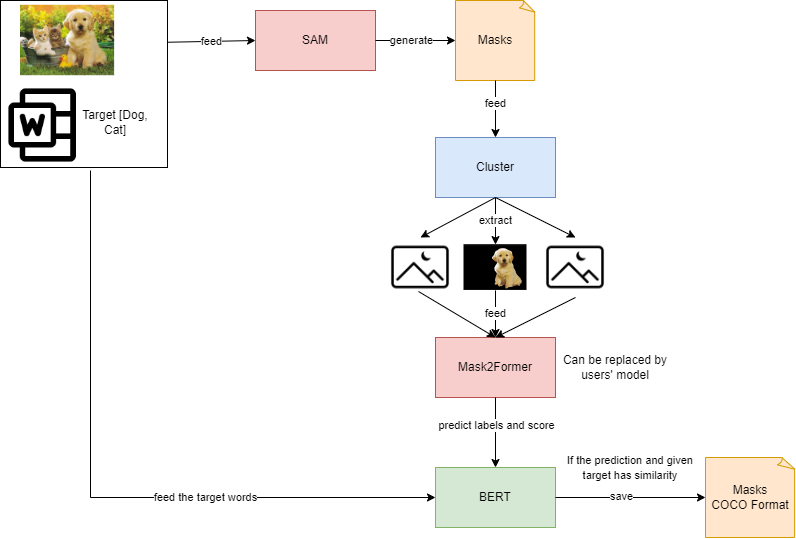 feed
SAM
generate
Masks
W
Target [Dog,
Cat]
feed
Cluster
extract
feed
Mask2Former
Can be replaced by
users' model
predict labels and score
If the prediction and given
target has similarity
feed the target words
BERT
save
Masks
COCO Format